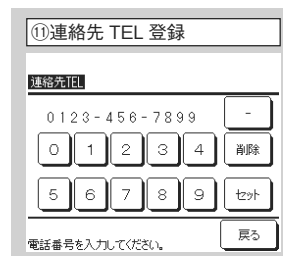 ⑪連絡先 TEL 登録
連絡先TEL
0123-456-7899
-
0 1 2 3 4 削除
5 6 7 8 9 セット
電話番号を入力してください。
戻る